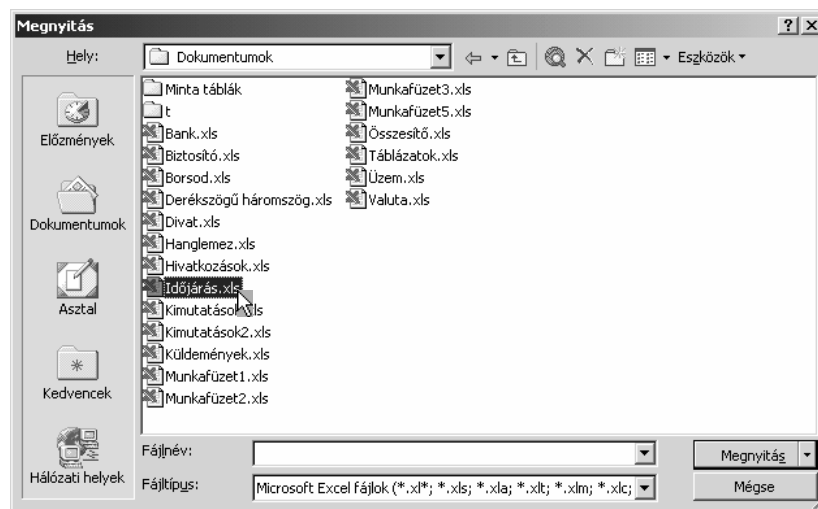 Megnyitás
Hely:
Dokumentumok
Eszközök
Előzmények
Dokumentumok
Asztal
Kedvencek
Hálózati helyek
Minta táblák
t
Bank.xls
Biztosító.xls
Borsod.xls
Derékszögű háromszög.xls
Divat.xls
Hanglemez.xls
Hivatkozások.xls
Időjárás.xls
Kimutatások2.xls
Küldemények.xls
Munkafüzet1.xls
Munkafüzet2.xls
Munkafüzet3.xls
Munkafüzet5.xls
Összesítő.xls
Táblázatok.xls
Üzem.xls
Valuta.xls
Fájlnév:
Megnyitás
Fájltípus:
Microsoft Excel fájlok (*.xl*; *.xls; *.xla; *.xlt; *.xlm; *.xlc;
Mégse